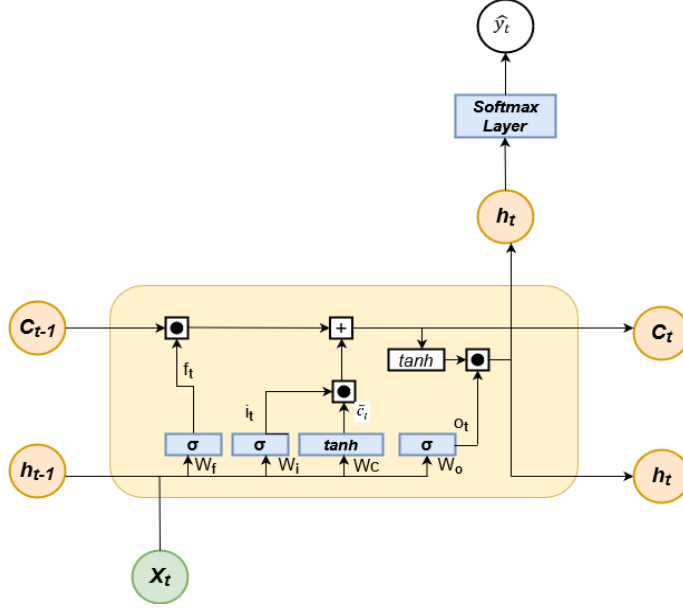 ŷₜ
Softmax
Layer
hₜ
Cₜ₋₁
+
Cₜ
tanh
fₜ
iₜ
c̃ₜ
oₜ
σ
σ
tanh
σ
hₜ₋₁
W_f
Wᵢ
Wc
Wₒ
hₜ
Xₜ